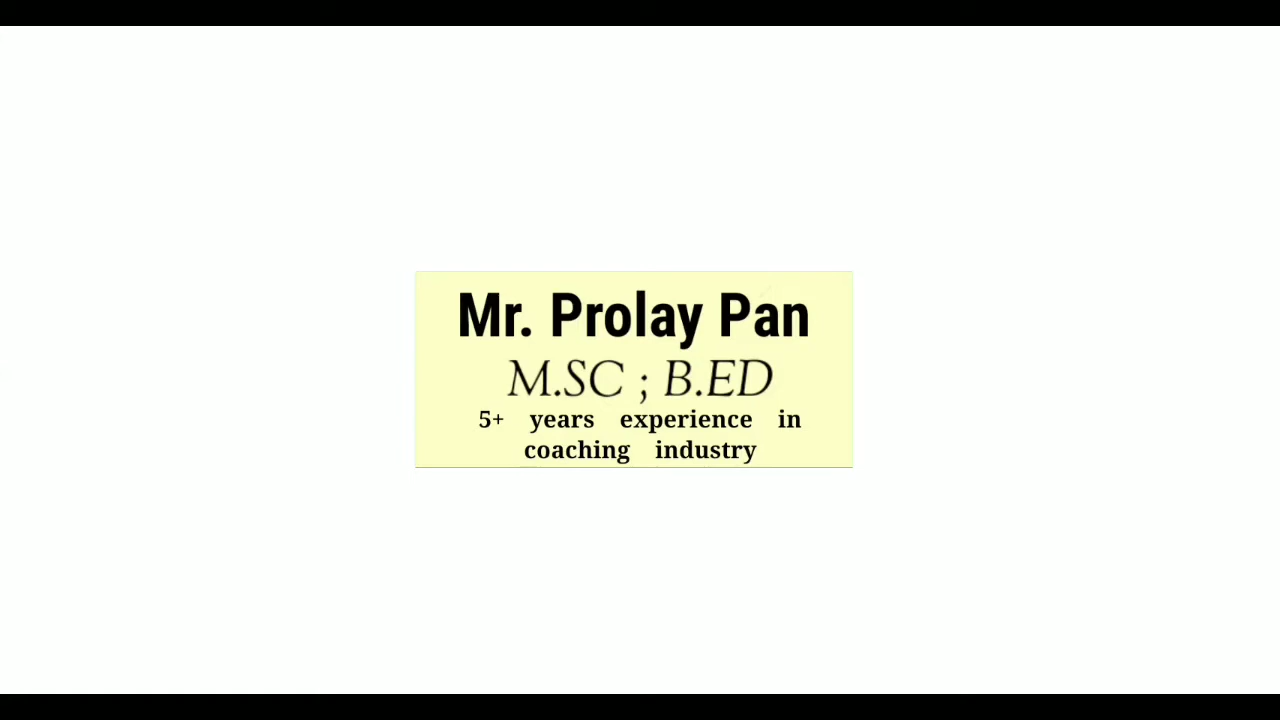 Mr. Prolay Pan
M.SC ; B.ED
5+ years experience in
coaching industry